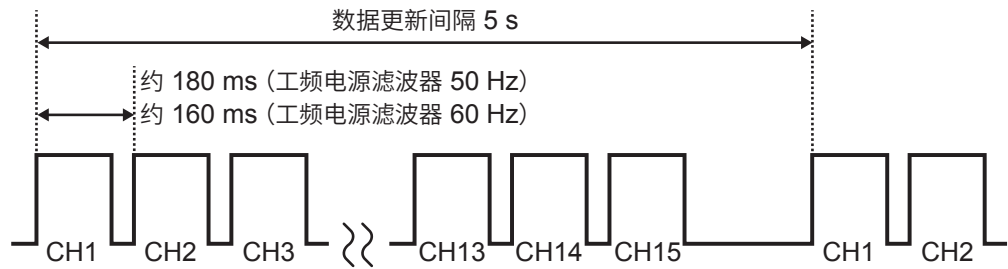 数据更新间隔 5 s
约 180 ms（工频电源滤波器 50 Hz）
约 160 ms（工频电源滤波器 60 Hz）
CH1 CH2 CH3 CH13 CH14 CH15 CH1 CH2